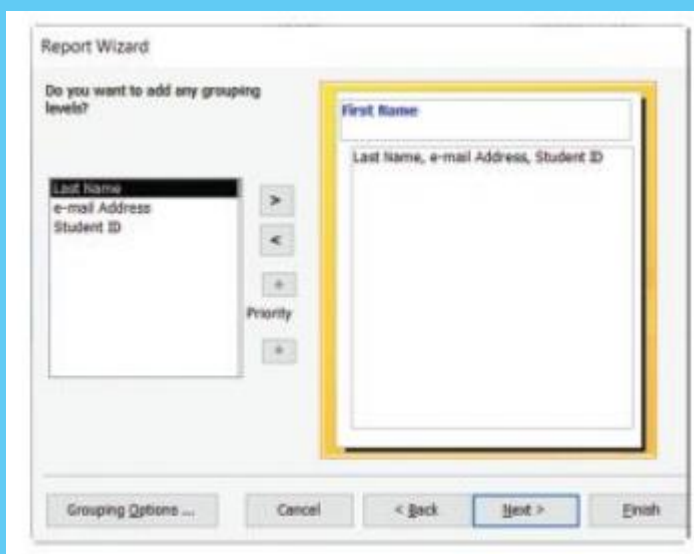 Report Wizard
Do you want to add any grouping
levels?
First Name
Last Name, e-mail Address, Student ID
Last Name
e-mail Address
Student ID
>
<
Priority
Grouping Options ...
Cancel
< Back
Next >
Finish